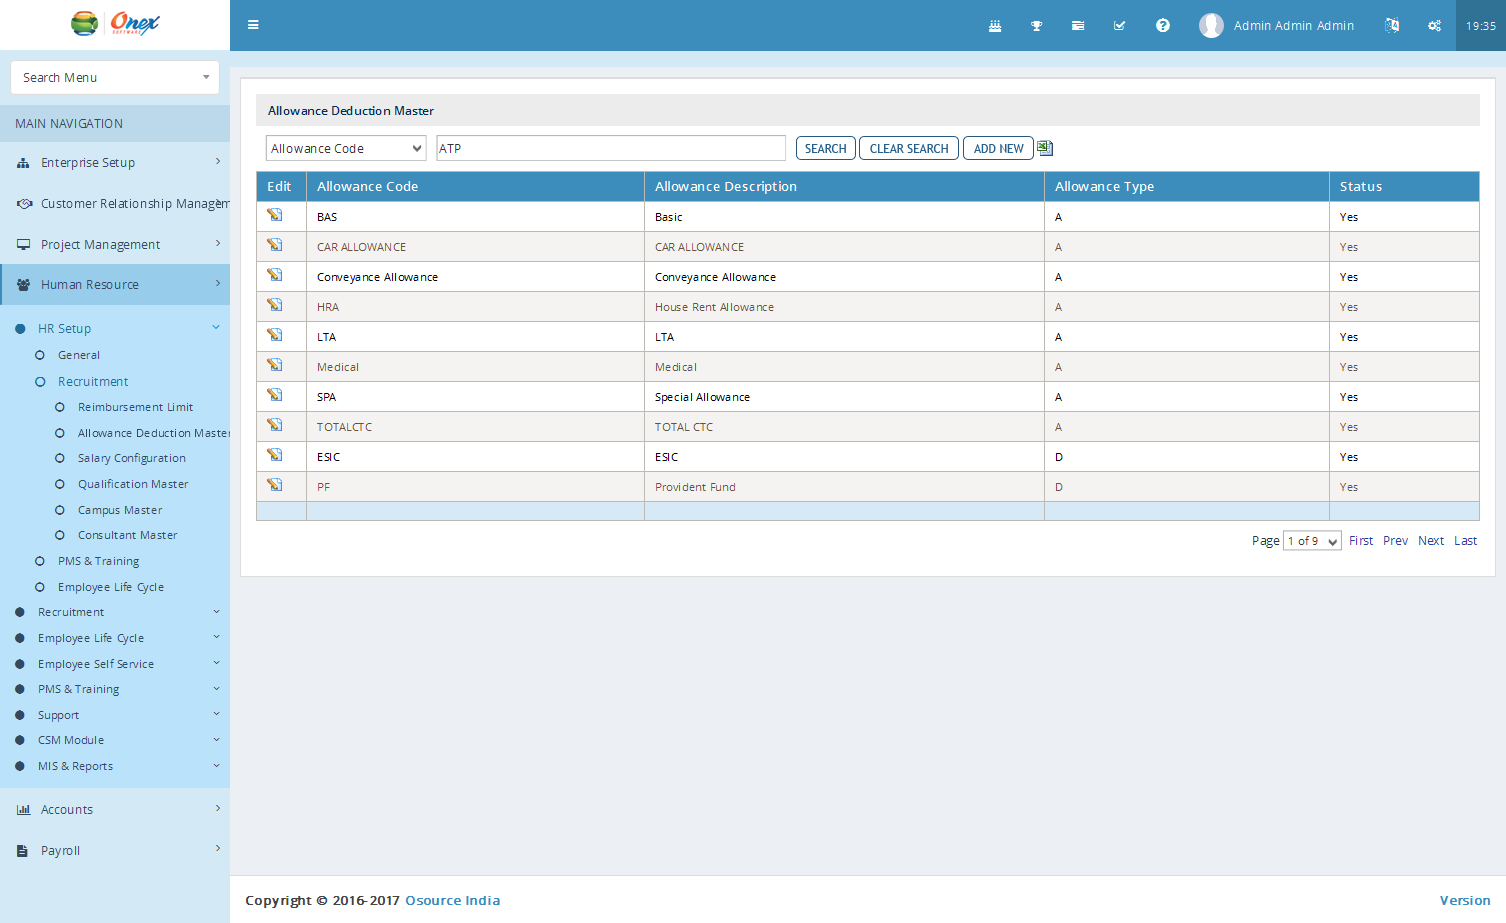 Onex
SOFTWARE
Admin Admin Admin
19:35
Search Menu
MAIN NAVIGATION
Enterprise Setup
Customer Relationship Managem
Project Management
Human Resource
HR Setup
General
Recruitment
Reimbursement Limit
Allowance Deduction Master
Salary Configuration
Qualification Master
Campus Master
Consultant Master
PMS & Training
Employee Life Cycle
Recruitment
Employee Life Cycle
Employee Self Service
PMS & Training
Support
CSM Module
MIS & Reports
Accounts
Payroll
Allowance Deduction Master
Allowance Code ATP SEARCH CLEAR SEARCH ADD NEW
Edit Allowance Code Allowance Description Allowance Type Status
BAS Basic A Yes
CAR ALLOWANCE CAR ALLOWANCE A Yes
Conveyance Allowance Conveyance Allowance A Yes
HRA House Rent Allowance A Yes
LTA LTA A Yes
Medical Medical A Yes
SPA Special Allowance A Yes
TOTALCTC TOTAL CTC A Yes
ESIC ESIC D Yes
PF Provident Fund D Yes
Page 1 of 9 First Prev Next Last
Copyright © 2016-2017 Osource India
Version